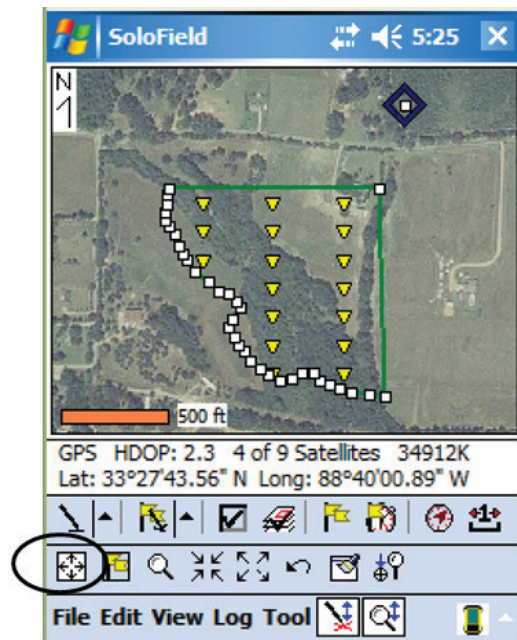 SoloField 5:25
N
500 ft
GPS HDOP: 2.3 4 of 9 Satellites 34912K
Lat: 33°27'43.56" N Long: 88°40'00.89" W
1
File Edit View Log Tool